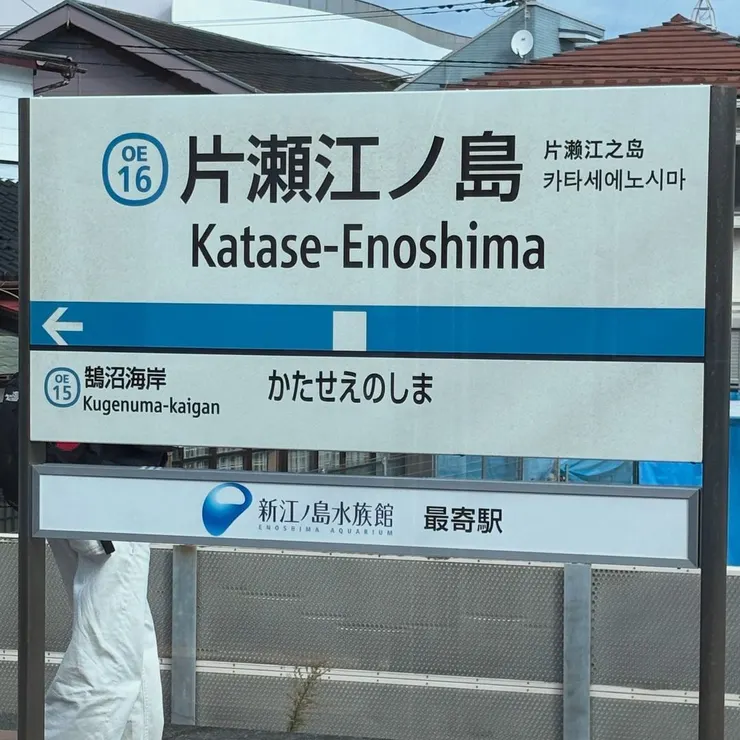 OE
16
片瀬江ノ島
片濑江之岛
카타세에노시마
Katase-Enoshima
OE
15
鵠沼海岸
Kugenuma-kaigan
かたせえのしま
新江ノ島水族館
ENOSHIMA AQUARIUM
最寄駅